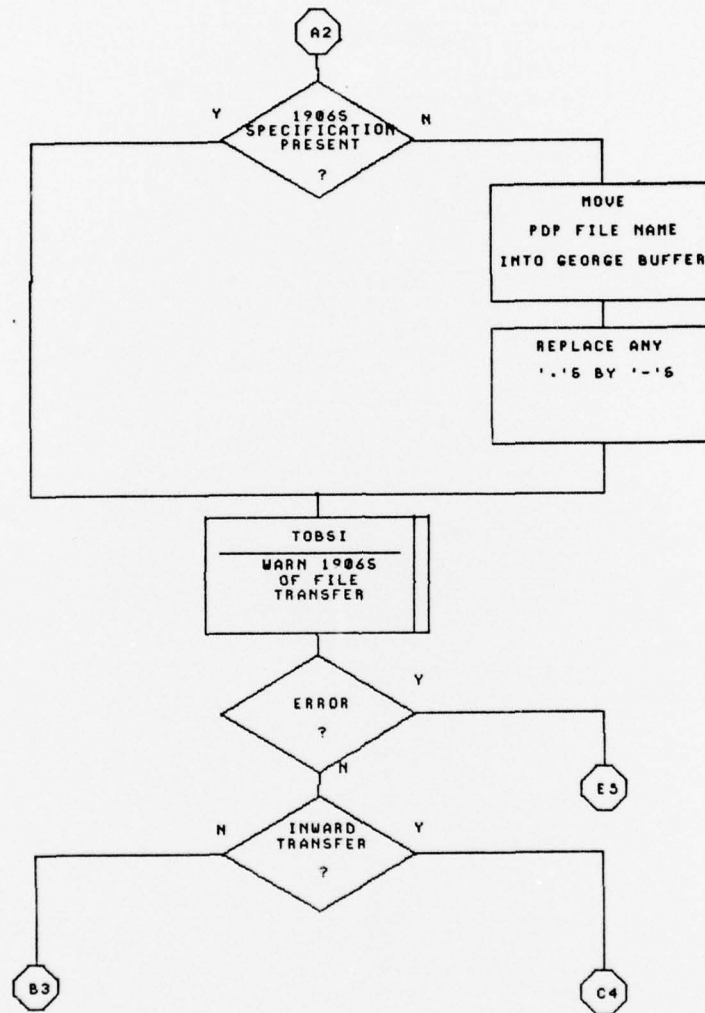 A2
Y
1906S
SPECIFICATION
PRESENT
?
N
MOVE
PDP FILE NAME
INTO GEORGE BUFFER
REPLACE ANY
'.'S BY '-'S
TOBSI
WARN 1906S
OF FILE
TRANSFER
ERROR
?
Y
N
E5
N
INWARD
TRANSFER
?
Y
B3
C4